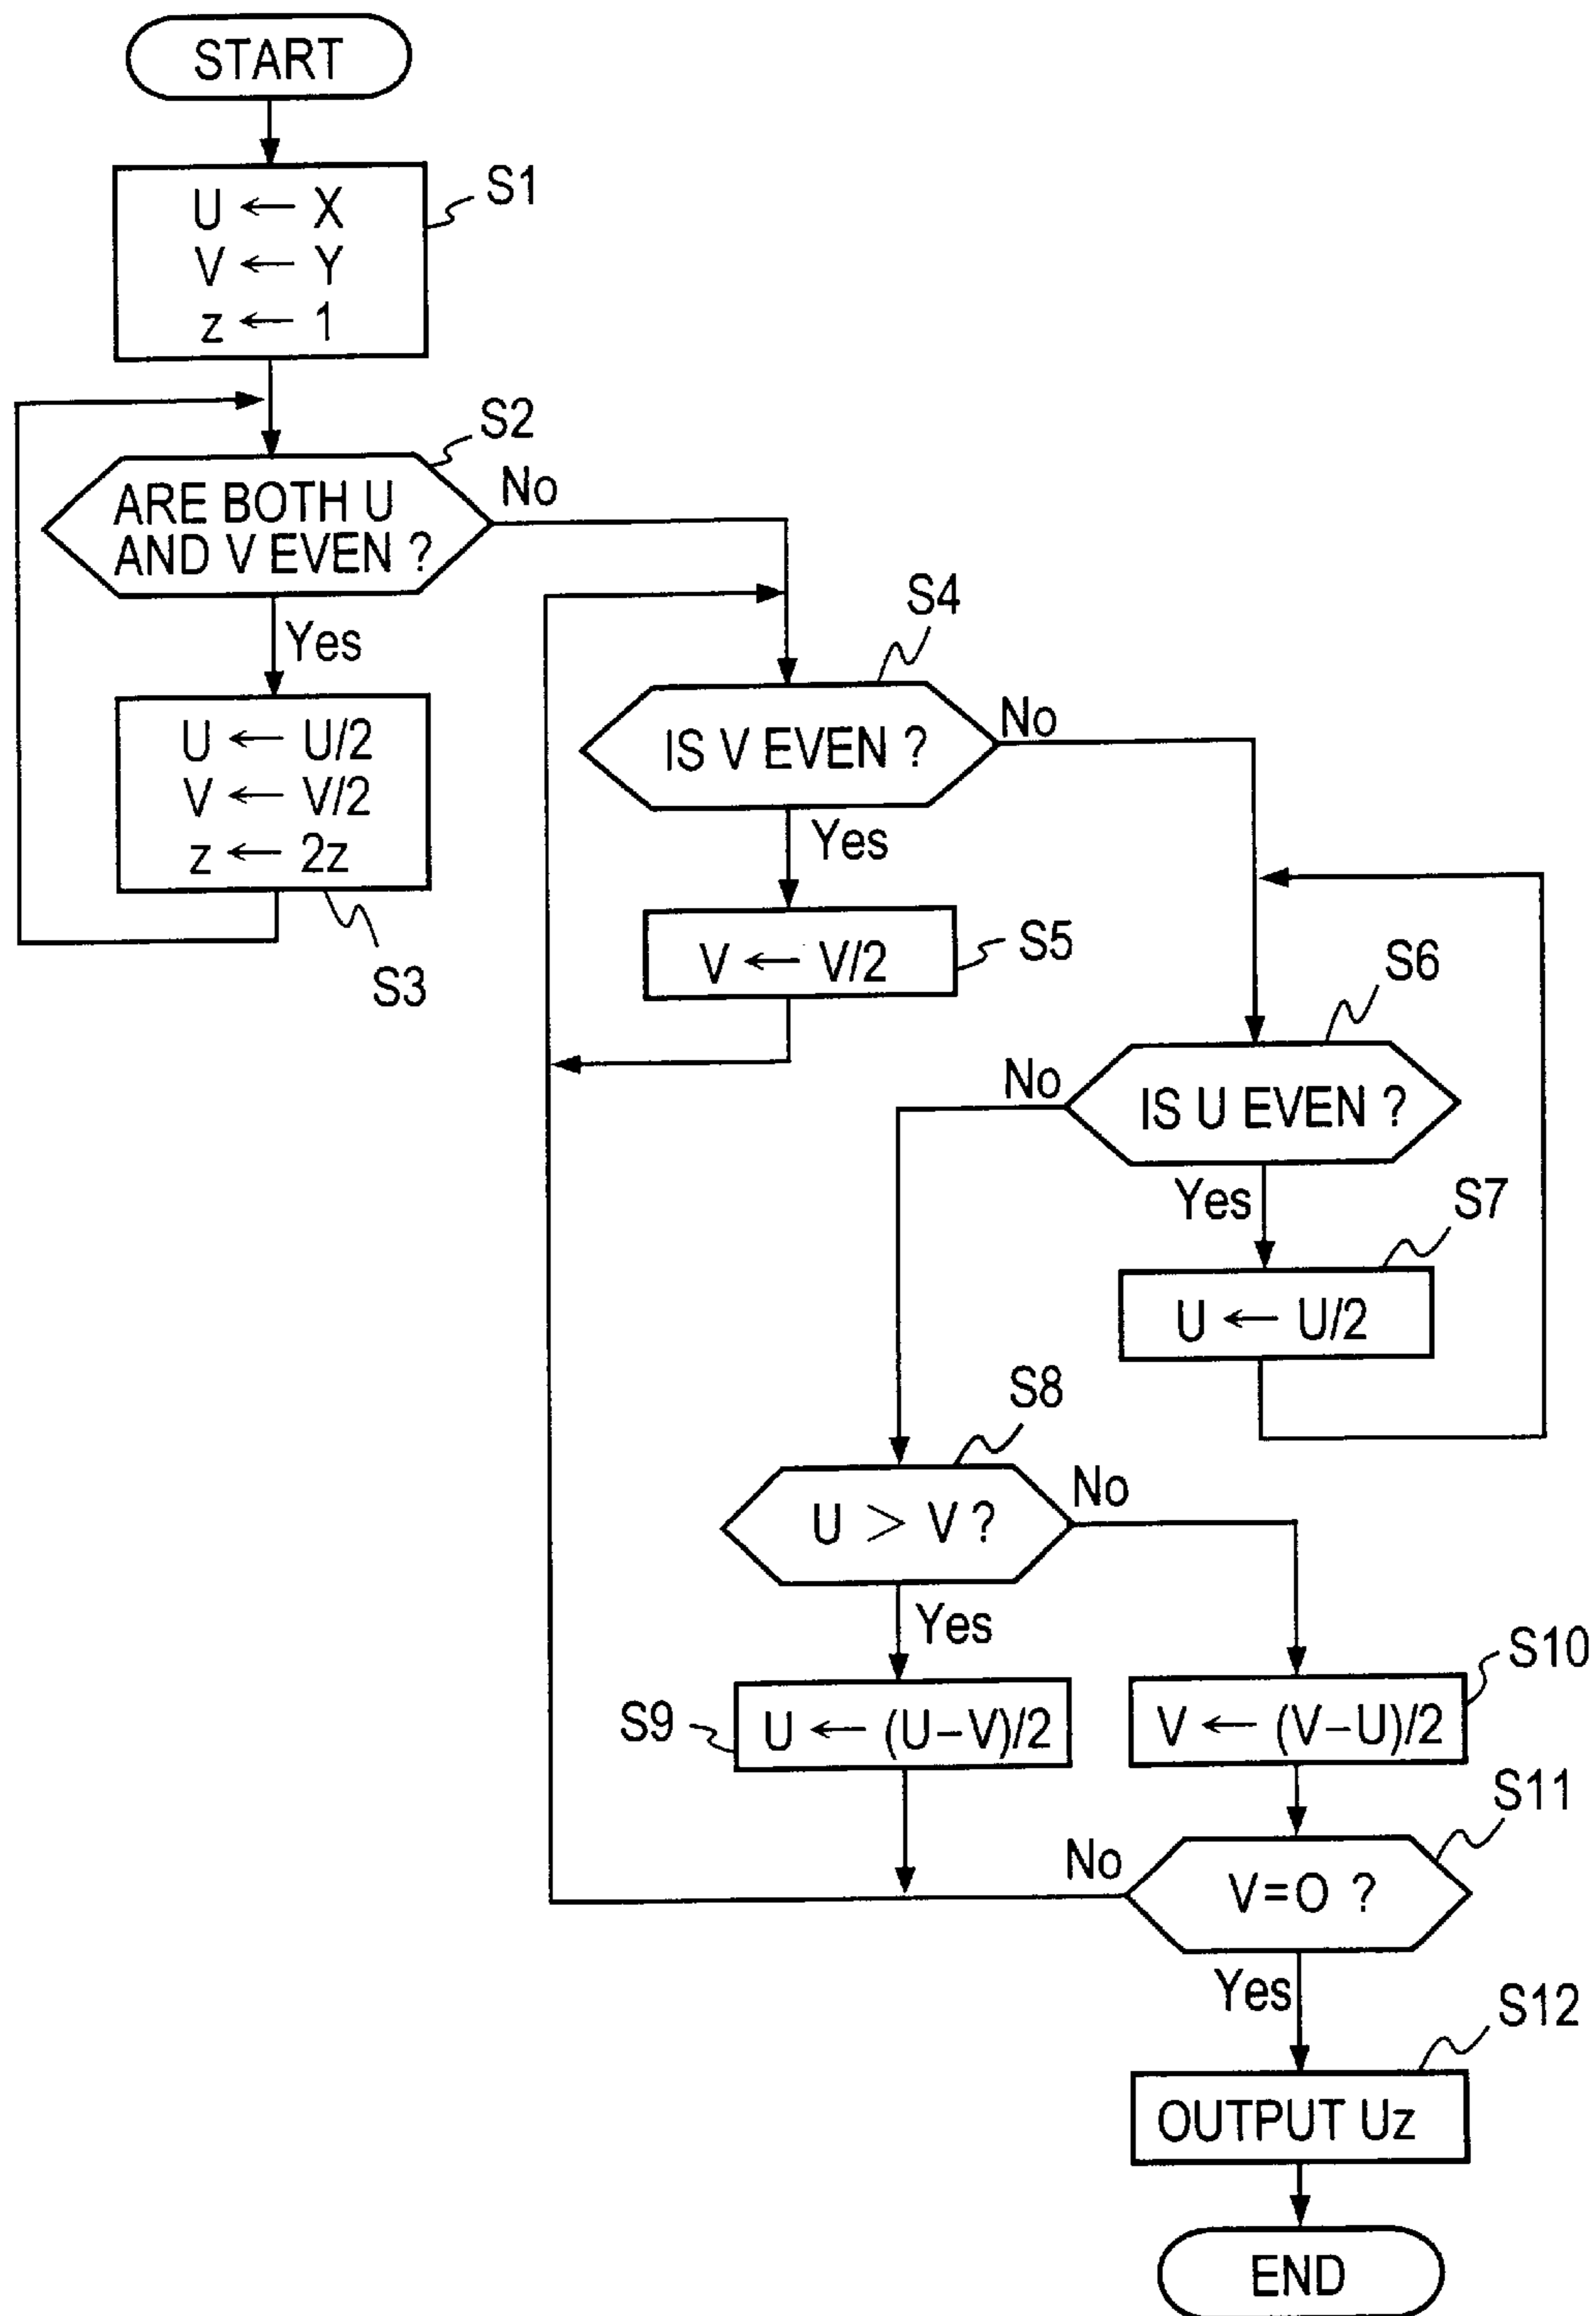 START
S1
U ← X
V ← Y
z ← 1
S2
ARE BOTH U
AND V EVEN ?
No
Yes
U ← U/2
V ← V/2
z ← 2z
S3
S4
IS V EVEN ?
No
Yes
V ← V/2
S5
S6
IS U EVEN ?
No
Yes
S7
U ← U/2
S8
U > V ?
No
Yes
S9
U ← (U−V)/2
S10
V ← (V−U)/2
S11
V=O ?
No
Yes
S12
OUTPUT Uz
END